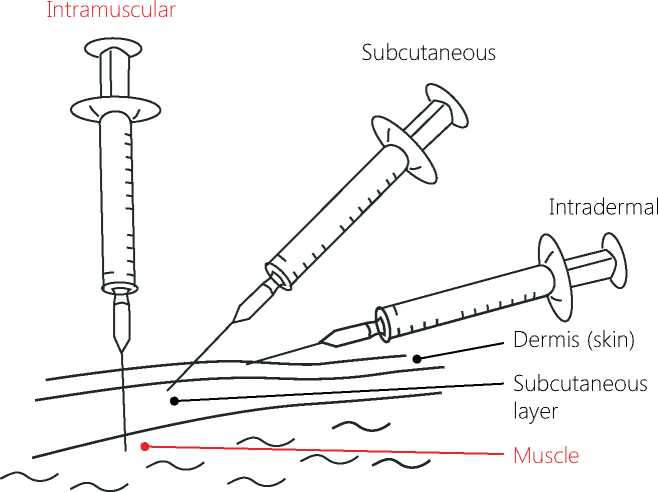 Intramuscular
Subcutaneous
Intradermal
Dermis (skin)
Subcutaneous
layer
Muscle